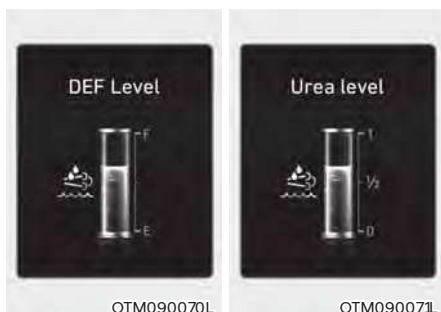 DEF Level
F
E
OTM090070L
Urea level
1
1/2
0
OTM090071L